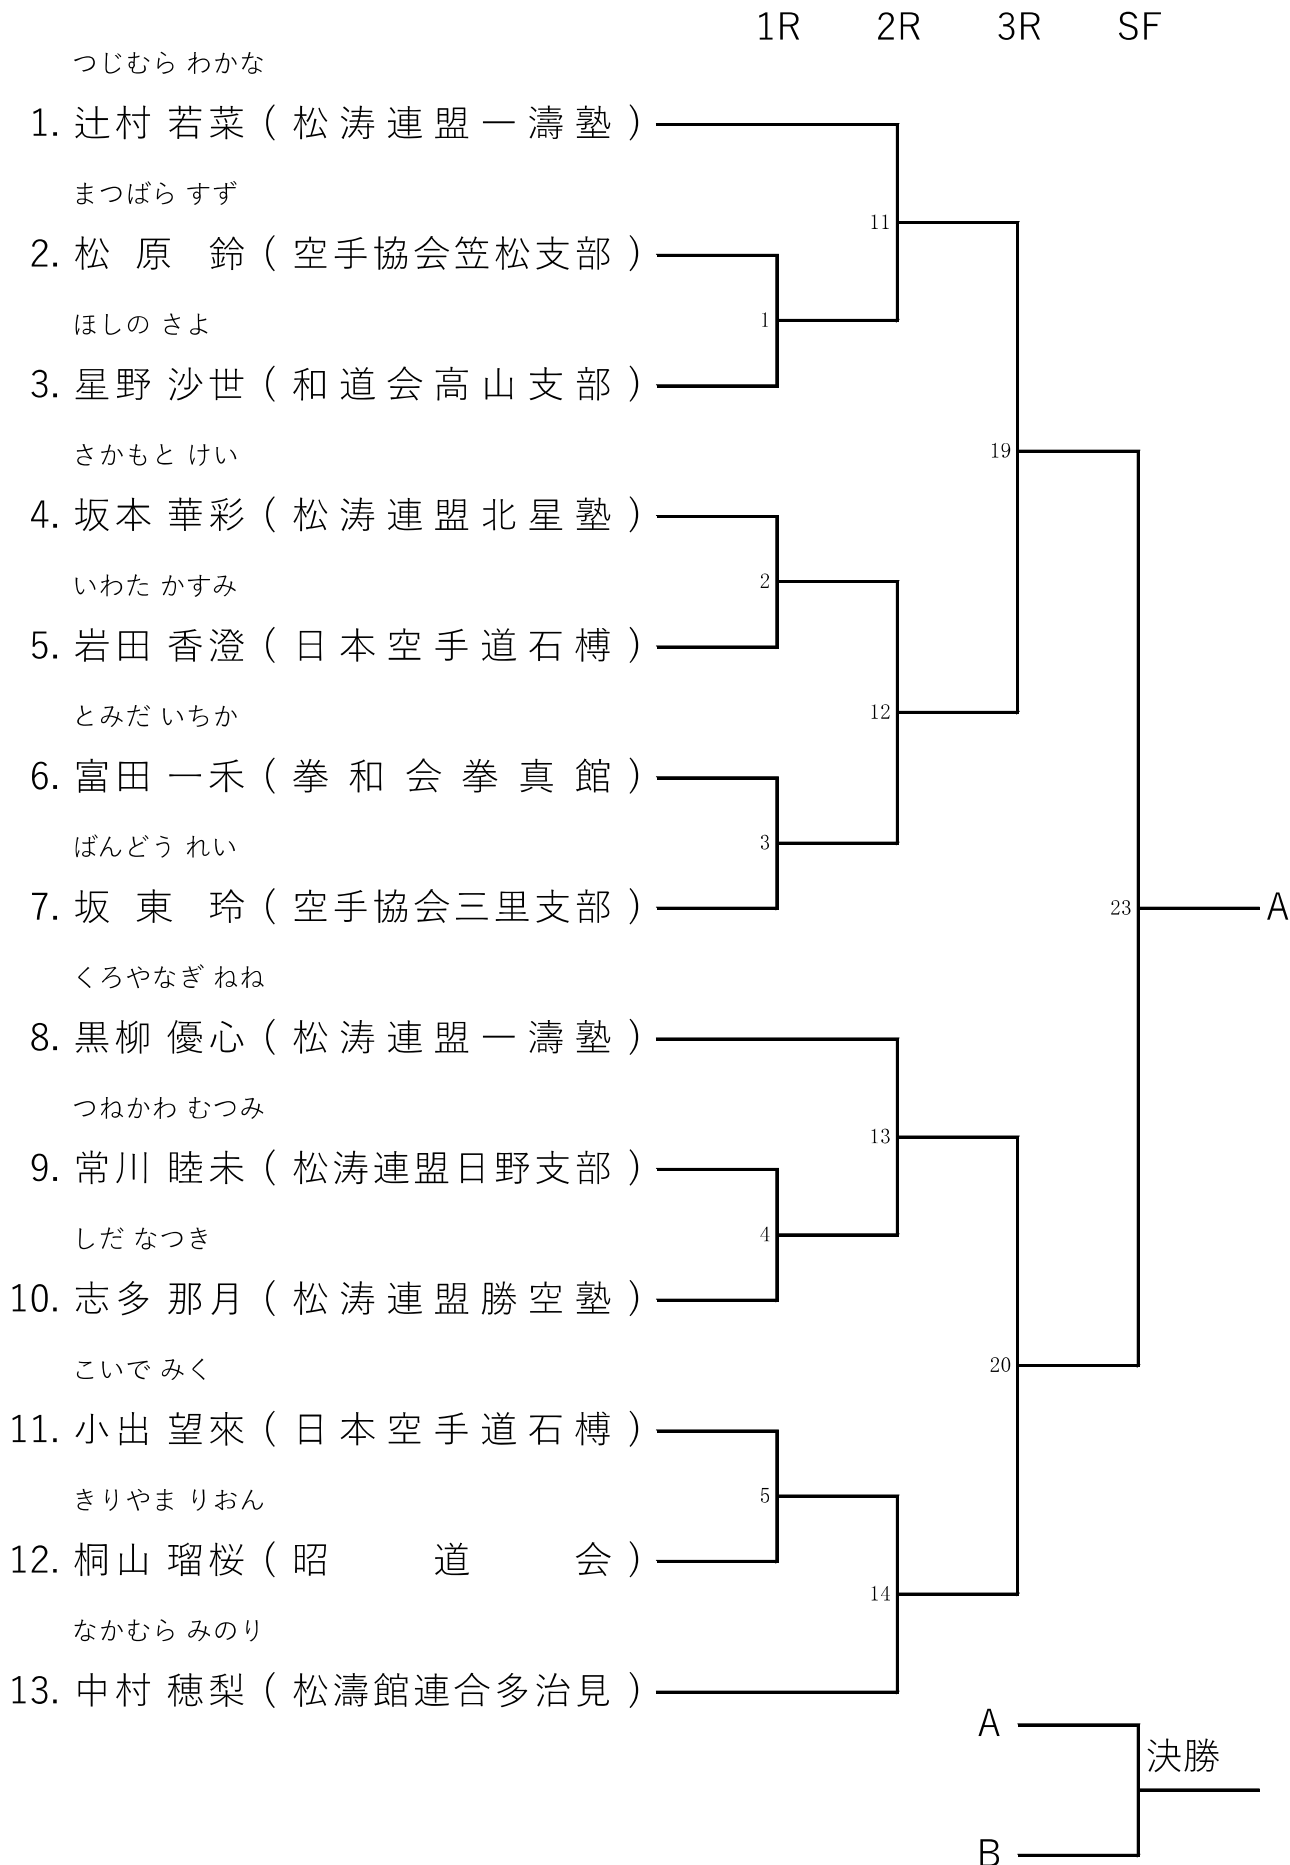 1R 2R 3R SF
つじむら わかな
1. 辻村 若菜 ( 松涛連盟一濤塾 )
まつばら すず
11
2. 松原 鈴 ( 空手協会笠松支部 )
ほしの さよ
1
3. 星野 沙世 ( 和道会高山支部 )
さかもと けい
19
4. 坂本 華彩 ( 松涛連盟北星塾 )
いわた かすみ
2
5. 岩田 香澄 ( 日本空手道石榑 )
とみだ いちか
12
6. 富田 一禾 ( 拳和会拳真館 )
ばんどう れい
3
7. 坂東 玲 ( 空手協会三里支部 )
23 A
くろやなぎ ねね
8. 黒柳 優心 ( 松涛連盟一濤塾 )
つねかわ むつみ
13
9. 常川 睦未 ( 松涛連盟日野支部 )
しだ なつき
4
10. 志多 那月 ( 松涛連盟勝空塾 )
こいで みく
20
11. 小出 望來 ( 日本空手道石榑 )
きりやま りおん
5
12. 桐山 瑠桜 ( 昭道会 )
14
なかむら みのり
13. 中村 穂梨 ( 松濤館連合多治見 )
A
決勝
B